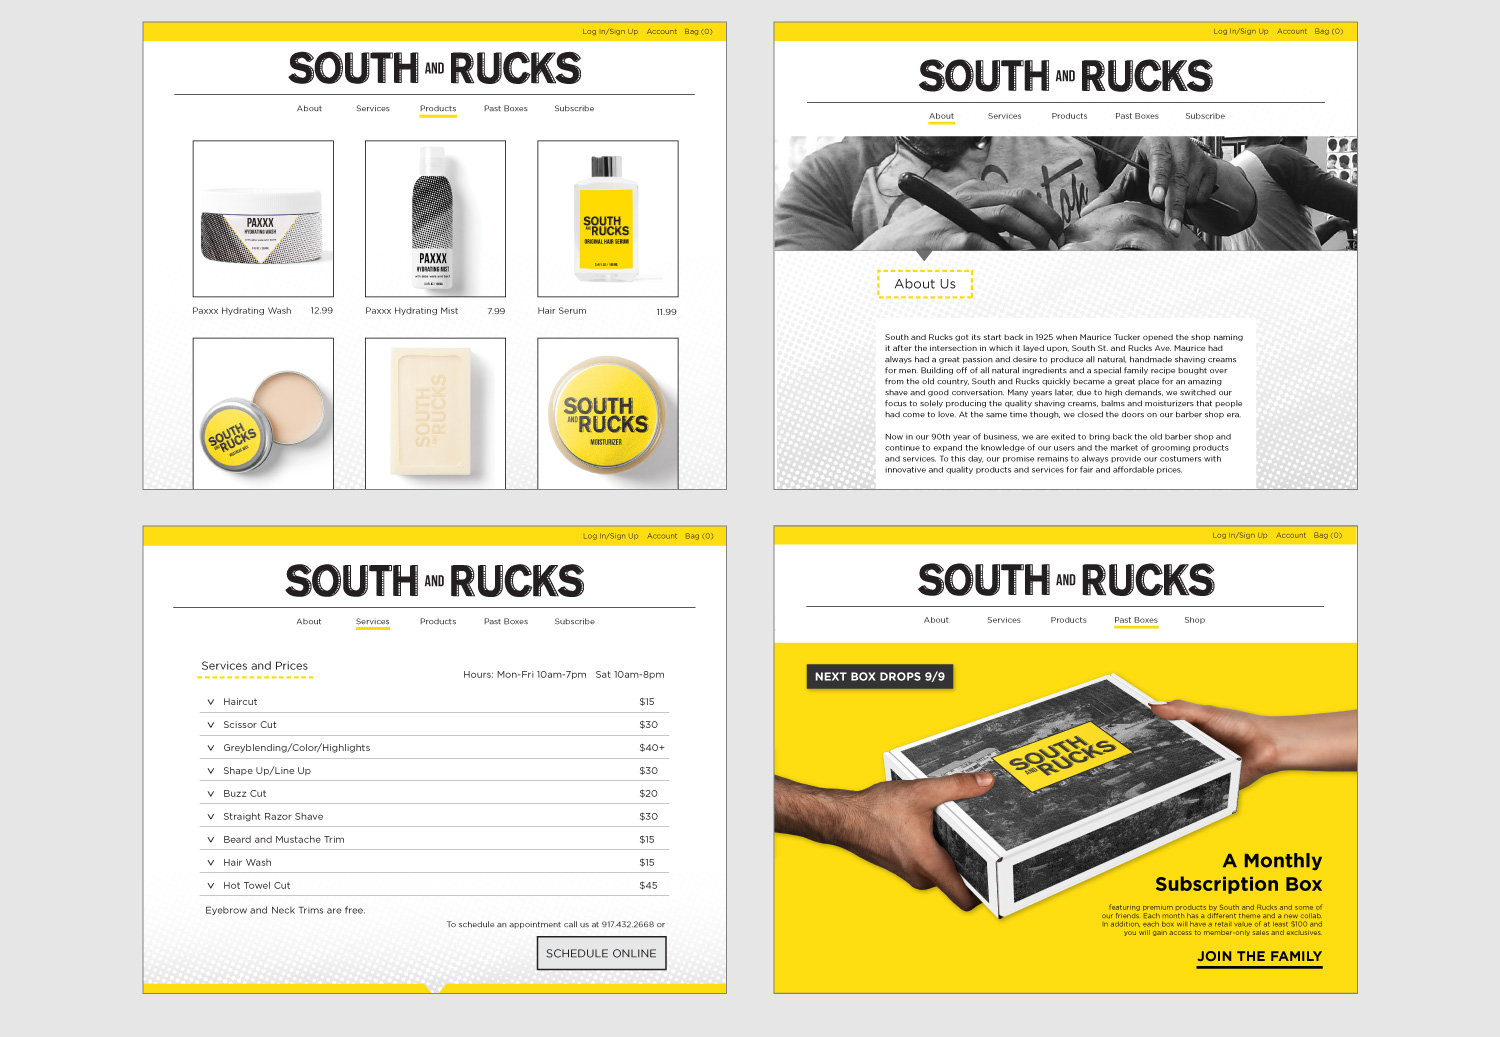 Log In/Sign Up Account Bag (0)
SOUTH AND RUCKS
About Services Products Past Boxes Subscribe
PAXXX
HYDRATING WASH
PAXXX
HYDRATING MIST
SOUTH
AND RUCKS
ORIGINAL HAIR SERUM
Paxxx Hydrating Wash 12.99
Paxxx Hydrating Mist 7.99
Hair Serum 11.99
SOUTH
AND RUCKS
SOUTH
AND RUCKS
SOUTH
AND RUCKS
MOISTURIZER
Log In/Sign Up Account Bag (0)
SOUTH AND RUCKS
About Services Products Past Boxes Subscribe
About Us
South and Rucks got its start back in 1925 when Maurice Tucker opened the shop naming
it after the intersection in which it layed upon, South St. and Rucks Ave. Maurice had
always had a great passion and desire to produce all natural, handmade shaving creams
for men. Building off of all natural ingredients and a special family recipe bought over
from the old country, South and Rucks quickly became a great place for an amazing
shave and good conversation. Many years later, due to high demands, we switched our
focus to solely producing the quality shaving creams, balms and moisturizers that people
had come to love. At the same time though, we closed the doors on our barber shop era.
Now in our 90th year of business, we are exited to bring back the old barber shop and
continue to expand the knowledge of our users and the market of grooming products
and services. To this day, our promise remains to always provide our costumers with
innovative and quality products and services for fair and affordable prices.
Log In/Sign Up Account Bag (0)
SOUTH AND RUCKS
About Services Products Past Boxes Subscribe
Services and Prices
Hours: Mon-Fri 10am-7pm Sat 10am-8pm
Haircut $15
Scissor Cut $30
Greyblending/Color/Highlights $40+
Shape Up/Line Up $30
Buzz Cut $20
Straight Razor Shave $30
Beard and Mustache Trim $15
Hair Wash $15
Hot Towel Cut $45
Eyebrow and Neck Trims are free.
To schedule an appointment call us at 917.432.2668 or
SCHEDULE ONLINE
Log In/Sign Up Account Bag (0)
SOUTH AND RUCKS
About Services Products Past Boxes Shop
NEXT BOX DROPS 9/9
SOUTH
AND RUCKS
A Monthly
Subscription Box
featuring premium products by South and Rucks and some of
our friends. Each month has a different theme and a new collab.
In addition, each box will have a retail value of at least $100 and
you will gain access to member-only sales and exclusives.
JOIN THE FAMILY